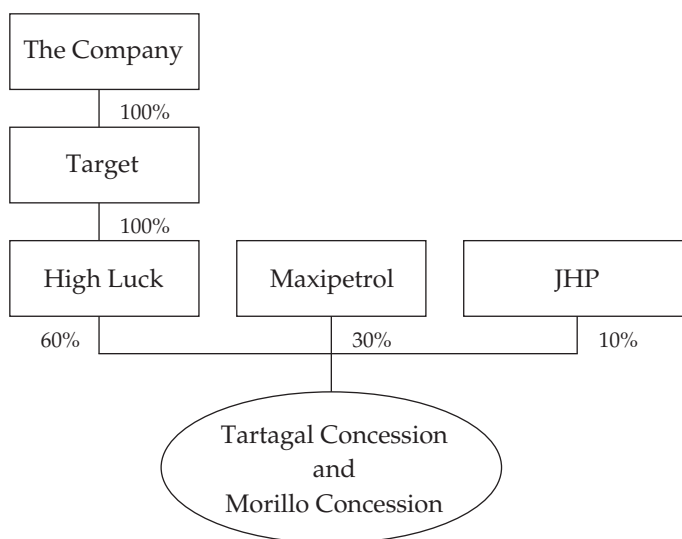 The Company
100%
Target
100%
High Luck
Maxipetrol
JHP
60%
30%
10%
Tartagal Concession
and
Morillo Concession